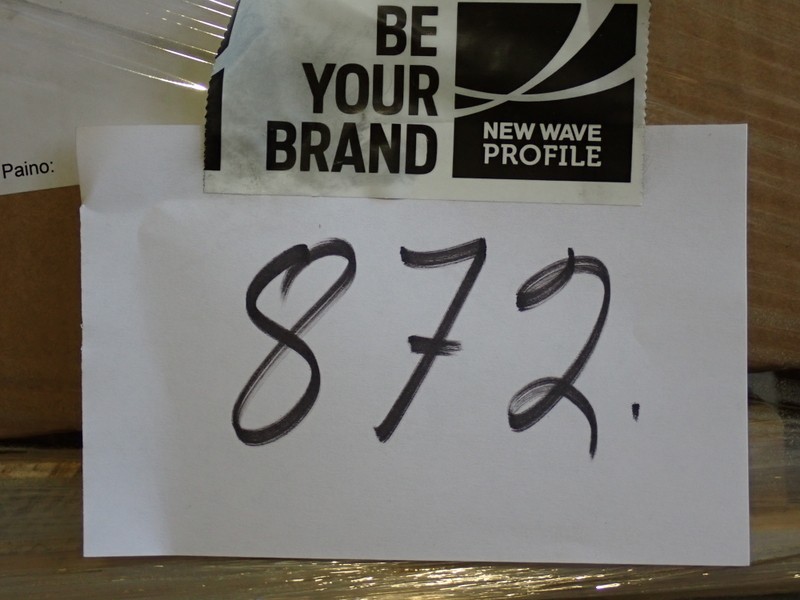 BE
YOUR
BRAND
NEW WAVE
PROFILE
Paino:
872.